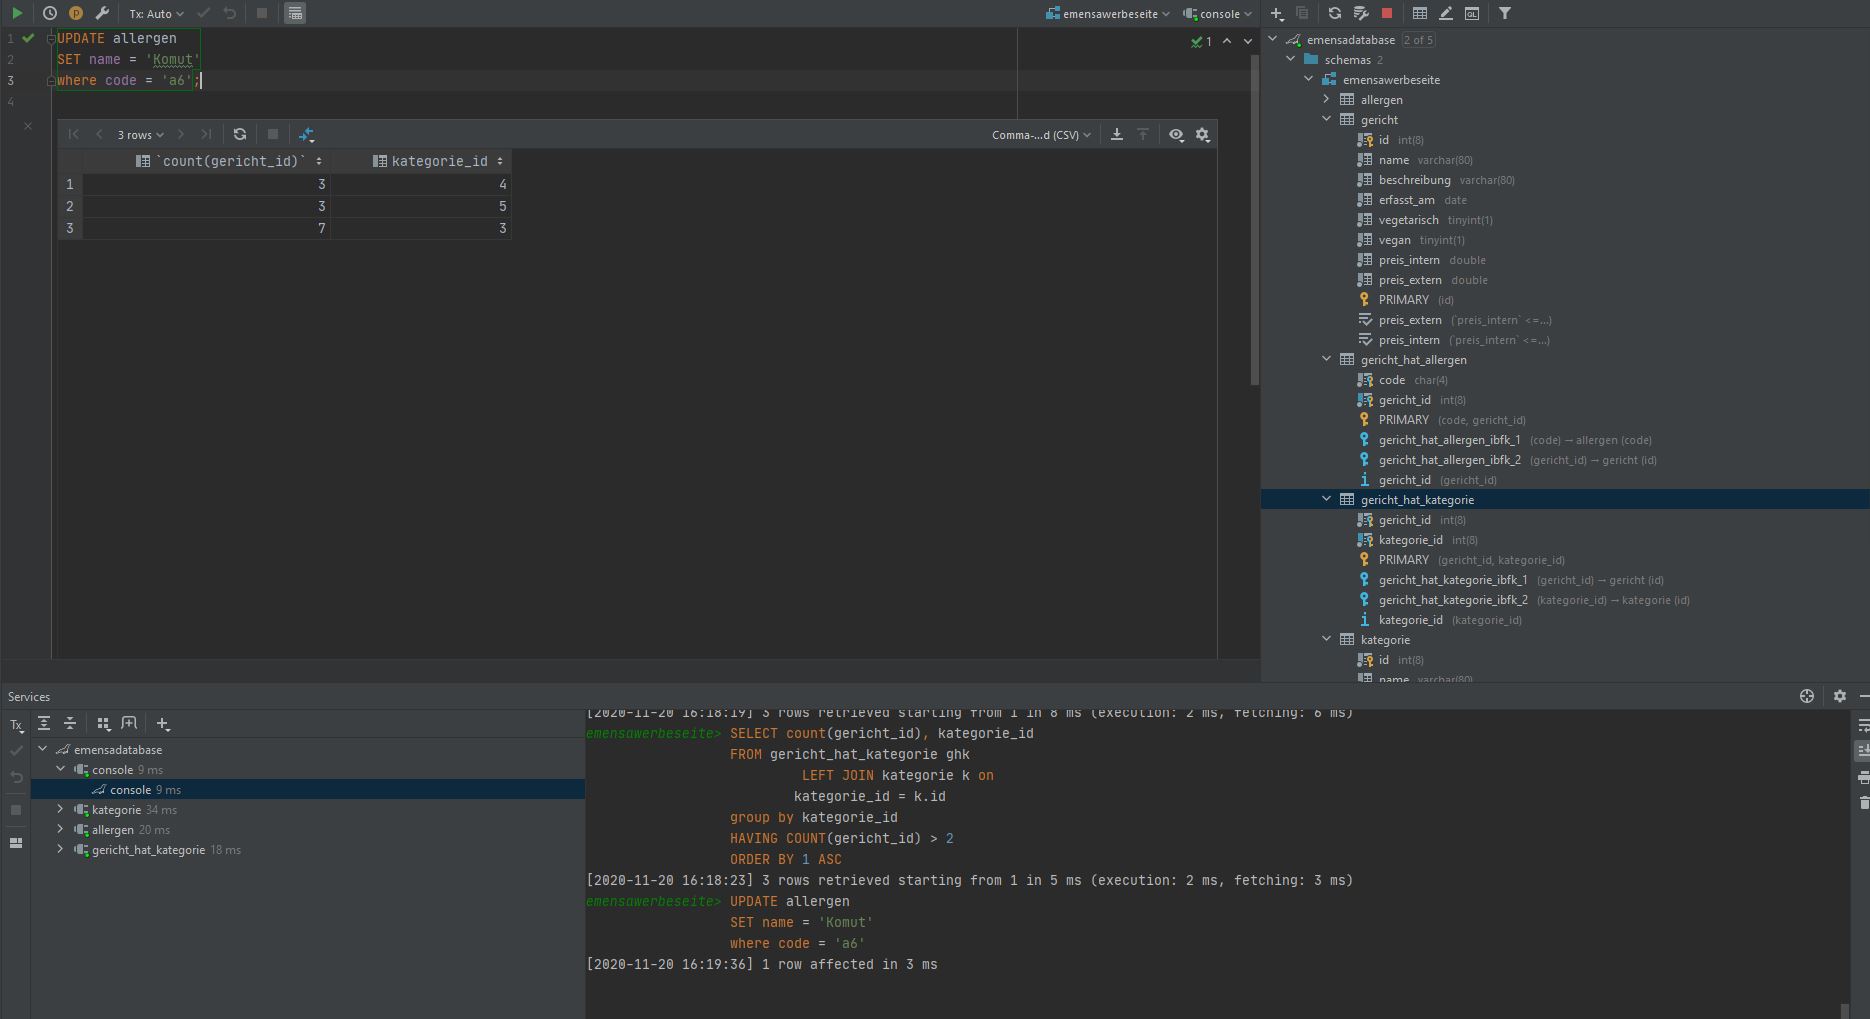 Tx: Auto
emensawerbeseite
console
1 UPDATE allergen
2 SET name = 'Komut'
3 where code = 'a6';
4
1
3 rows
Comma-...d (CSV)
`count(gericht_id)` kategorie_id
1 3 4
2 3 5
3 7 3
emensadatabase 2 of 5
schemas 2
emensawerbeseite
allergen
gericht
id int(8)
name varchar(80)
beschreibung varchar(80)
erfasst_am date
vegetarisch tinyint(1)
vegan tinyint(1)
preis_intern double
preis_extern double
PRIMARY (id)
preis_extern (`preis_intern` <=...)
preis_intern (`preis_intern` <=...)
gericht_hat_allergen
code char(4)
gericht_id int(8)
PRIMARY (code, gericht_id)
gericht_hat_allergen_ibfk_1 (code) → allergen (code)
gericht_hat_allergen_ibfk_2 (gericht_id) → gericht (id)
gericht_id (gericht_id)
gericht_hat_kategorie
gericht_id int(8)
kategorie_id int(8)
PRIMARY (gericht_id, kategorie_id)
gericht_hat_kategorie_ibfk_1 (gericht_id) → gericht (id)
gericht_hat_kategorie_ibfk_2 (kategorie_id) → kategorie (id)
kategorie_id (kategorie_id)
kategorie
id int(8)
name varchar(80)
Services
Tx
emensadatabase
console 9 ms
console 9 ms
kategorie 34 ms
allergen 20 ms
gericht_hat_kategorie 18 ms
[2020-11-20 16:18:19] 3 rows retrieved starting from 1 in 8 ms (execution: 2 ms, fetching: 6 ms)
emensawerbeseite> SELECT count(gericht_id), kategorie_id
FROM gericht_hat_kategorie ghk
LEFT JOIN kategorie k on
kategorie_id = k.id
group by kategorie_id
HAVING COUNT(gericht_id) > 2
ORDER BY 1 ASC
[2020-11-20 16:18:23] 3 rows retrieved starting from 1 in 5 ms (execution: 2 ms, fetching: 3 ms)
emensawerbeseite> UPDATE allergen
SET name = 'Komut'
where code = 'a6'
[2020-11-20 16:19:36] 1 row affected in 3 ms